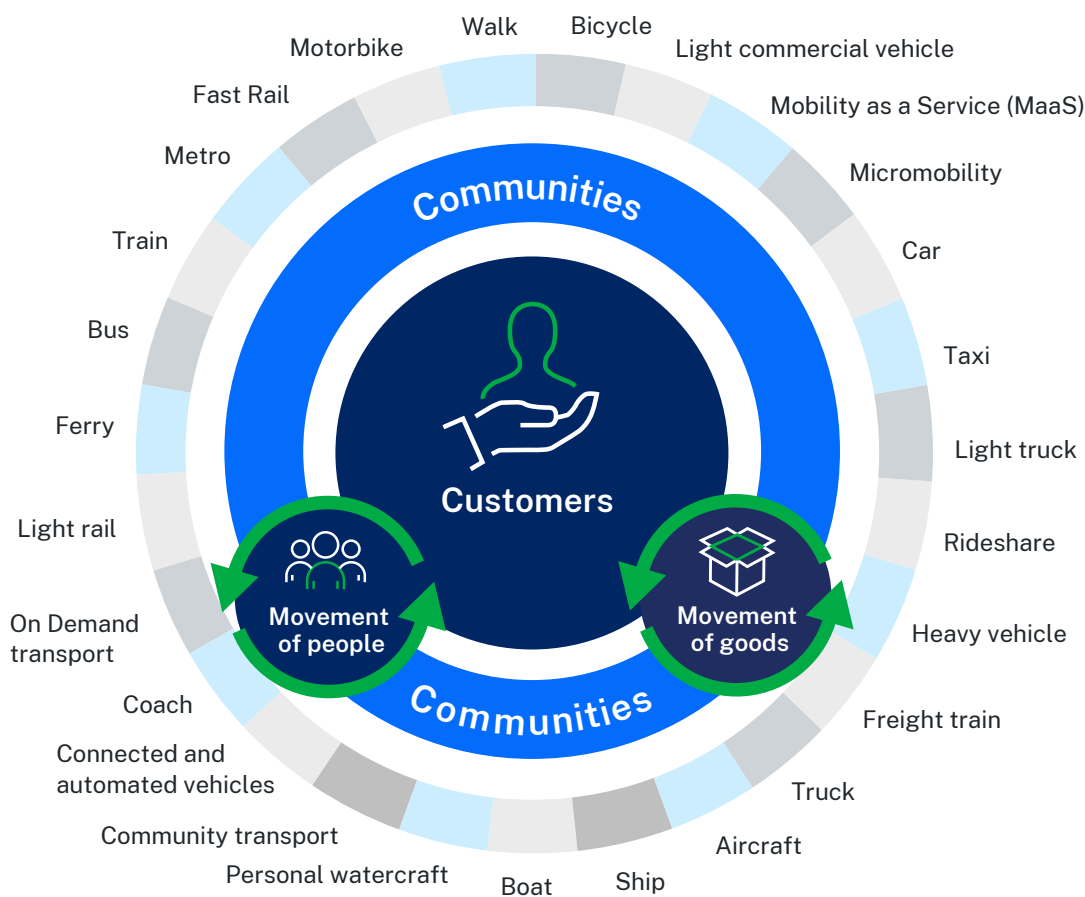 Walk
Bicycle
Light commercial vehicle
Mobility as a Service (MaaS)
Micromobility
Car
Taxi
Light truck
Rideshare
Heavy vehicle
Freight train
Truck
Aircraft
Ship
Boat
Personal watercraft
Community transport
Connected and
automated vehicles
Coach
On Demand
transport
Light rail
Ferry
Bus
Train
Metro
Fast Rail
Motorbike
Communities
Customers
Movement
of people
Movement
of goods
Communities